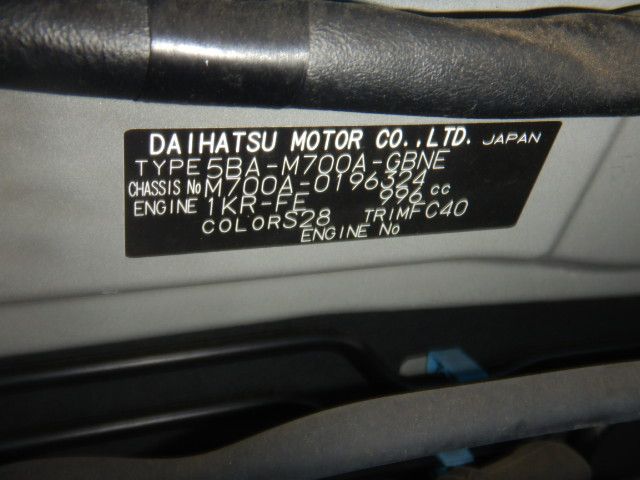 DAIHATSU MOTOR CO.,LTD. JAPAN
TYPE 5BA-M700A-GBNE
CHASSIS No M700A-0196324
ENGINE 1KR-FE 996 cc
COLOR S28 TRIM FC40
ENGINE No